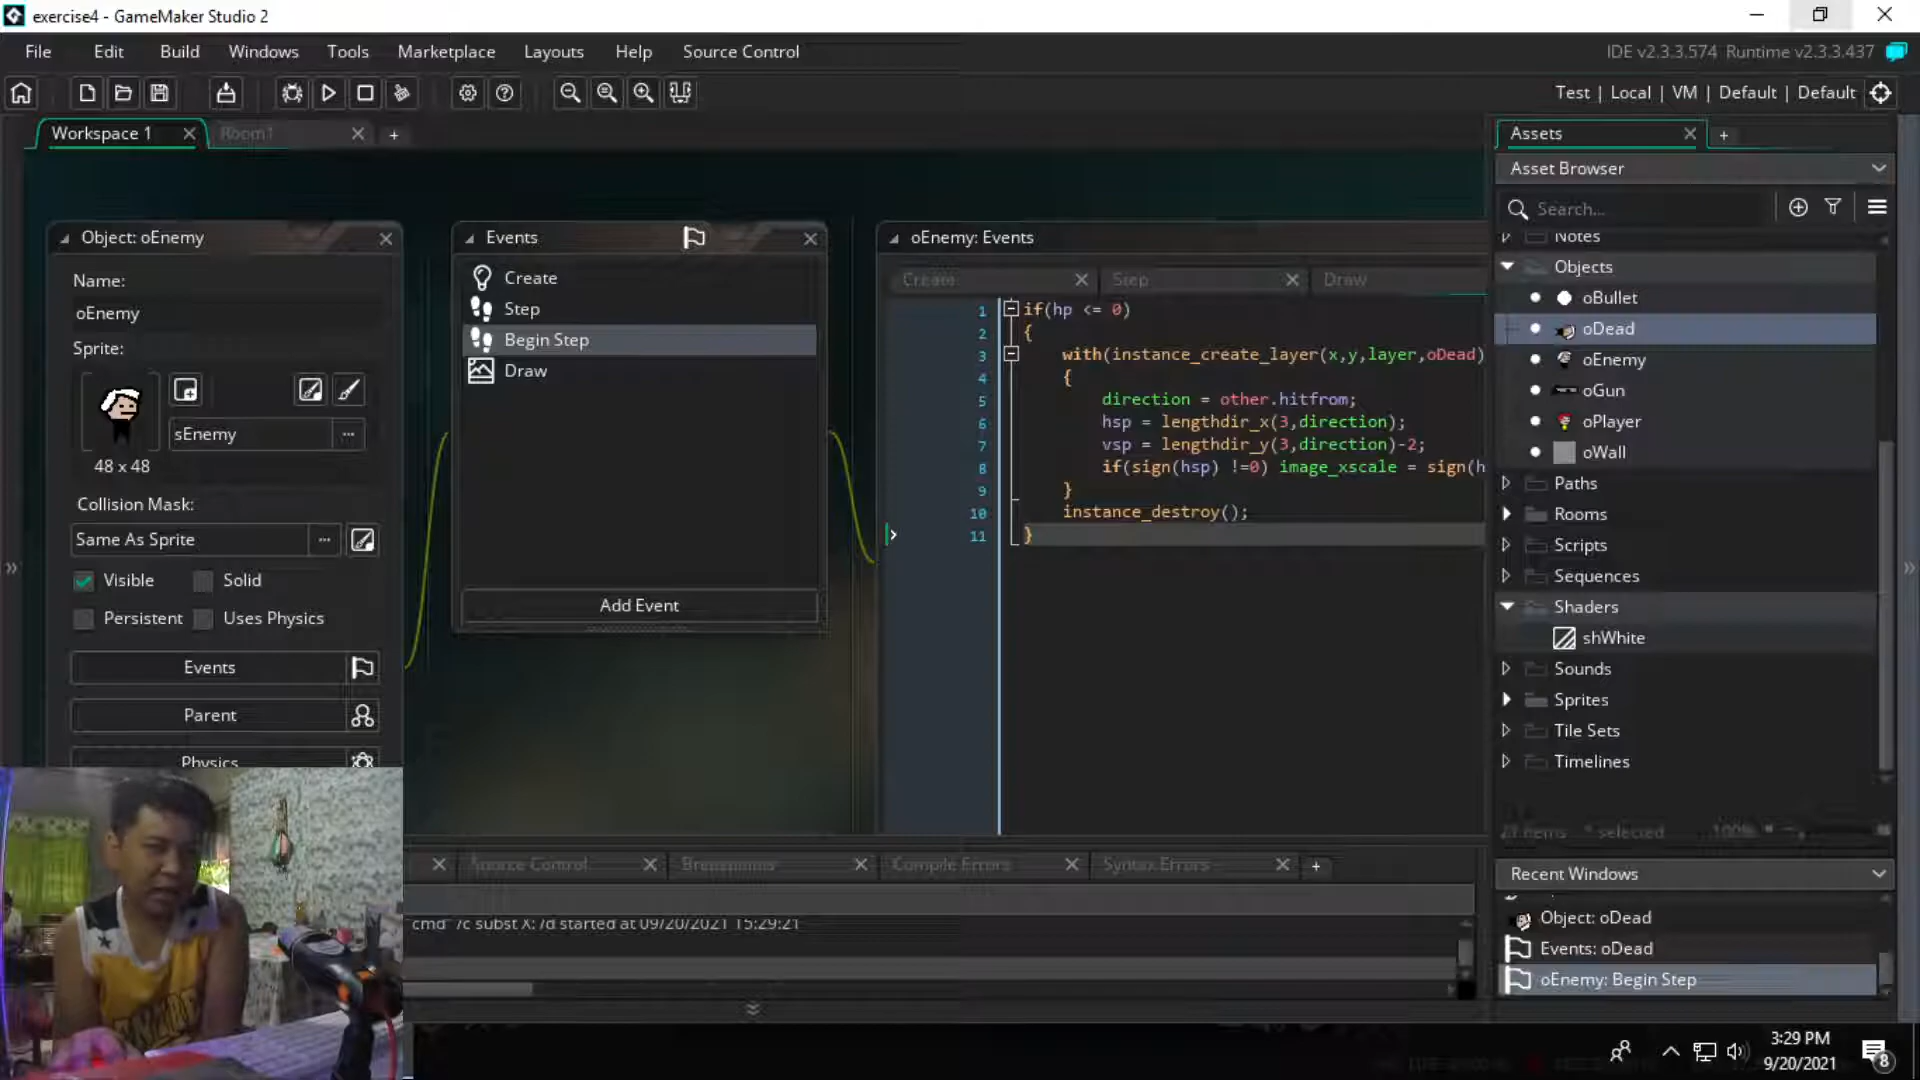 exercise4 - GameMaker Studio 2
File Edit Build Windows Tools Marketplace Layouts Help Source Control
IDE v2.3.3.574 Runtime v2.3.3.437
Test | Local | VM | Default | Default
Workspace 1
Room1
Assets
Asset Browser
Search...
Object: oEnemy
Name:
oEnemy
Sprite:
sEnemy
48 x 48
Collision Mask:
Same As Sprite
Visible
Solid
Persistent
Uses Physics
Events
Parent
Physics
Events
Create
Step
Begin Step
Draw
Add Event
oEnemy: Events
Create
Step
Draw
1 if(hp <= 0)
2 {
3 with(instance_create_layer(x,y,layer,oDead)
4 {
5 direction = other.hitfrom;
6 hsp = lengthdir_x(3,direction);
7 vsp = lengthdir_y(3,direction)-2;
8 if(sign(hsp) !=0) image_xscale = sign(h
9 }
10 instance_destroy();
11 }
Notes
Objects
oBullet
oDead
oEnemy
oGun
oPlayer
oWall
Paths
Rooms
Scripts
Sequences
Shaders
shWhite
Sounds
Sprites
Tile Sets
Timelines
selected
100%
Source Control
Breakpoints
Compile Errors
Syntax Errors
"cmd" /c subst X: /d started at 09/20/2021 15:29:21
Recent Windows
Object: oDead
Events: oDead
oEnemy: Begin Step
3:29 PM
9/20/2021
8